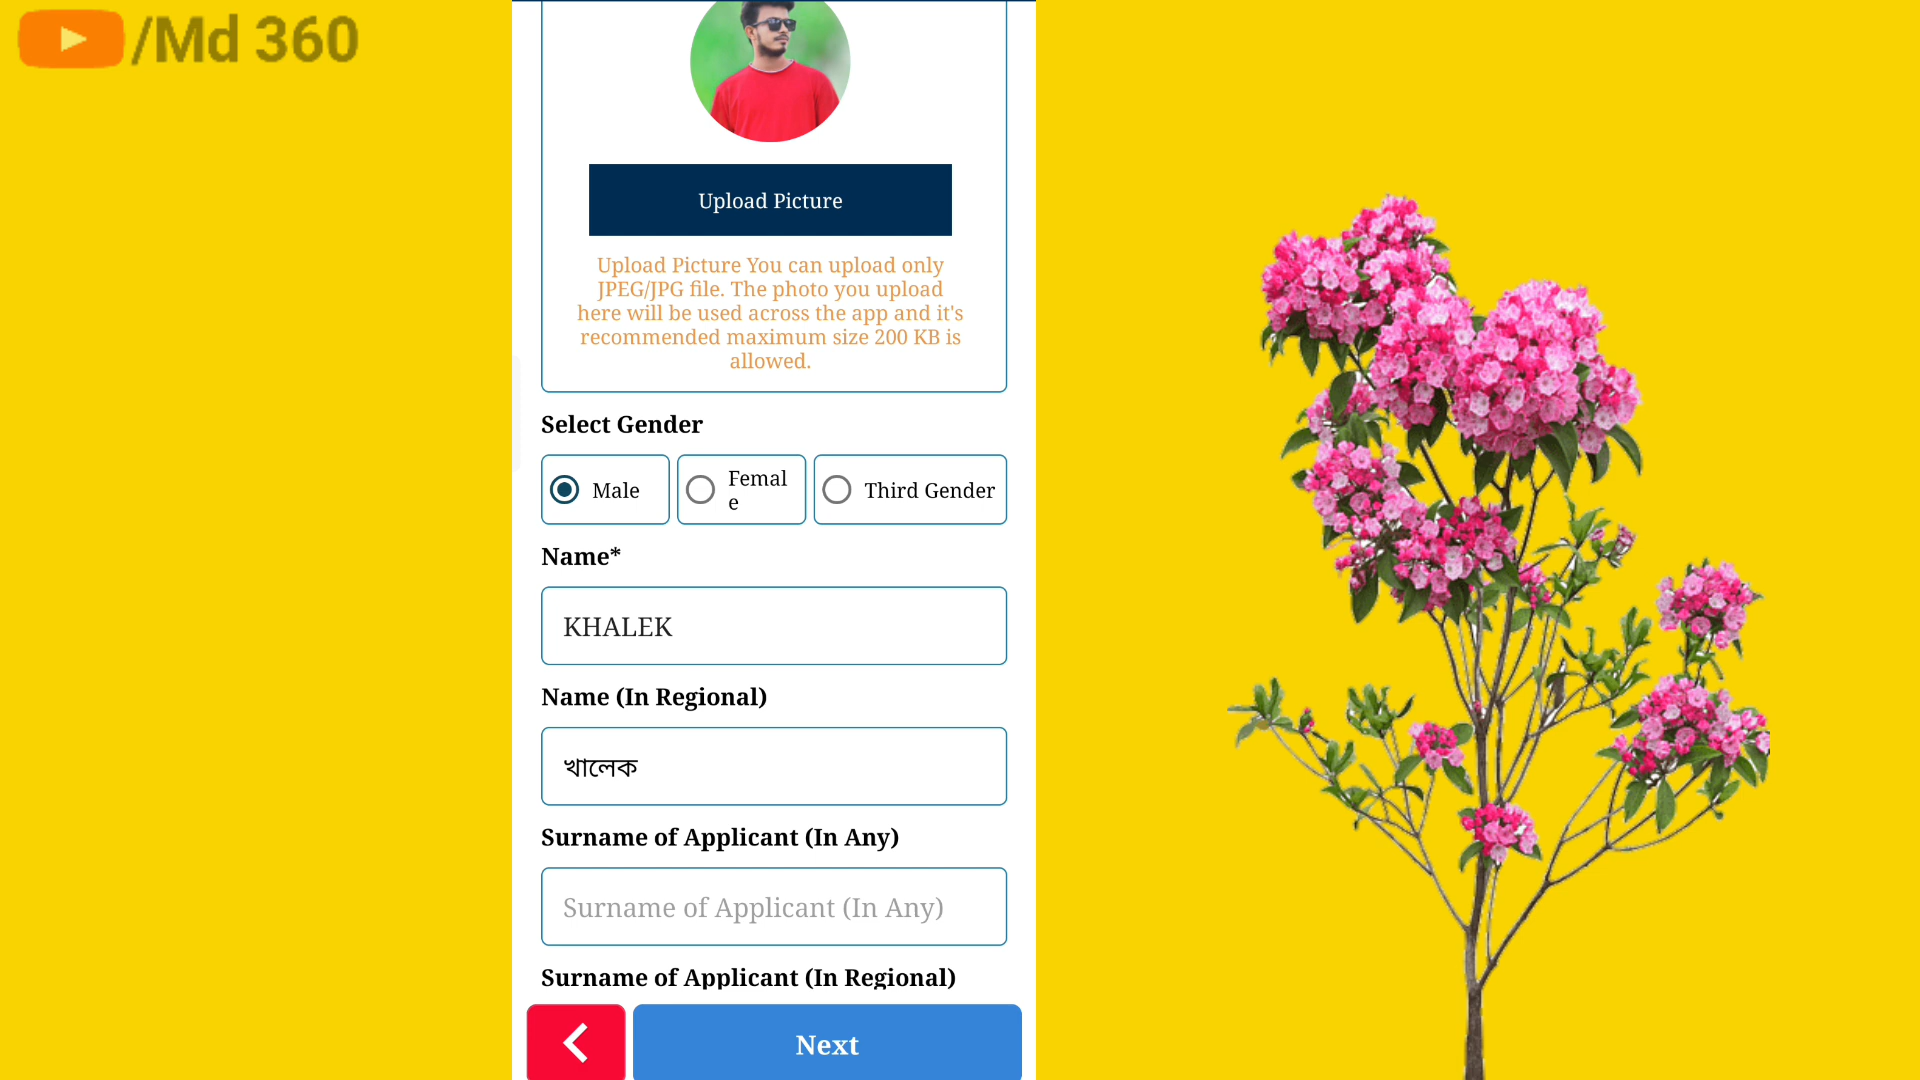 /Md 360
Upload Picture
Upload Picture You can upload only
JPEG/JPG file. The photo you upload
here will be used across the app and it's
recommended maximum size 200 KB is
allowed.
Select Gender
Male
Femal
e
Third Gender
Name*
KHALEK
Name (In Regional)
খালেক
Surname of Applicant (In Any)
Surname of Applicant (In Any)
Surname of Applicant (In Regional)
Next